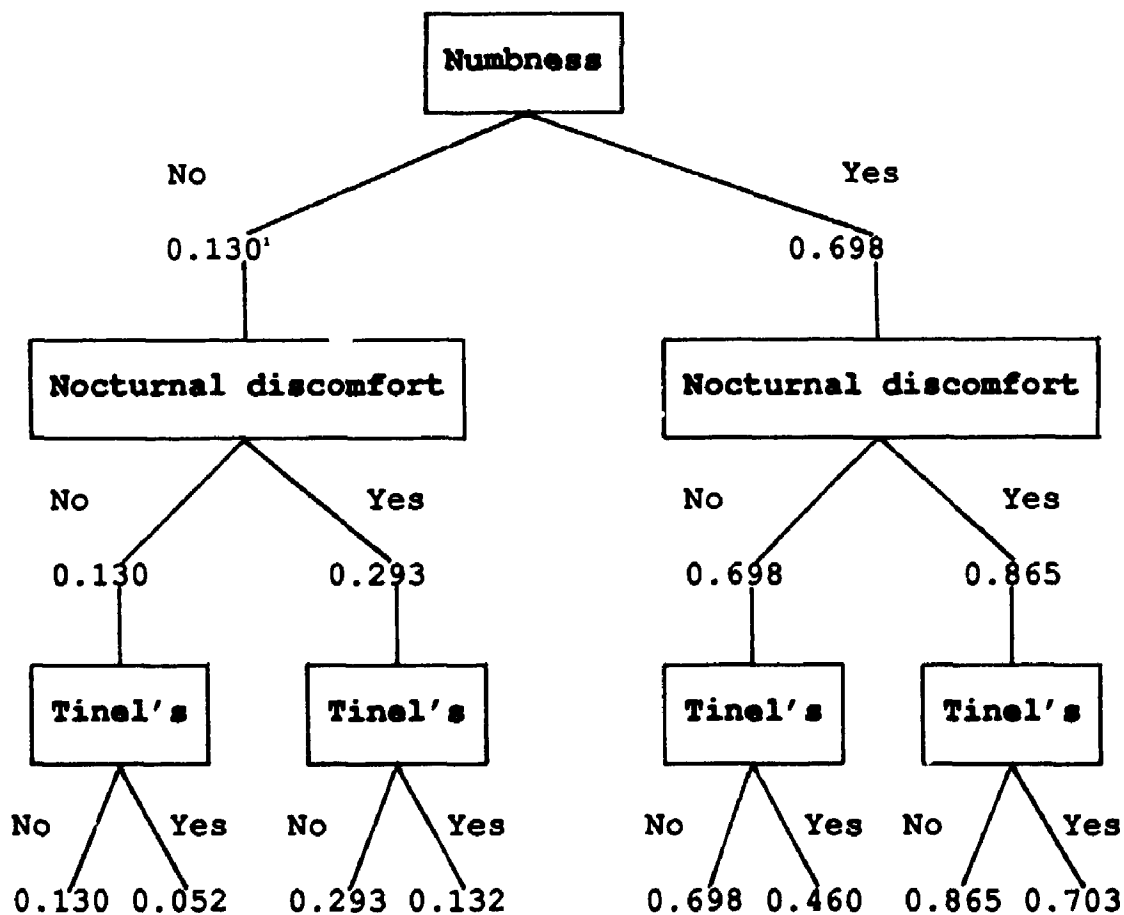 Numbness
No Yes
0.130¹ 0.698
Nocturnal discomfort Nocturnal discomfort
No Yes No Yes
0.130 0.293 0.698 0.865
Tinel's Tinel's Tinel's Tinel's
No Yes No Yes No Yes No Yes
0.130 0.052 0.293 0.132 0.698 0.460 0.865 0.703